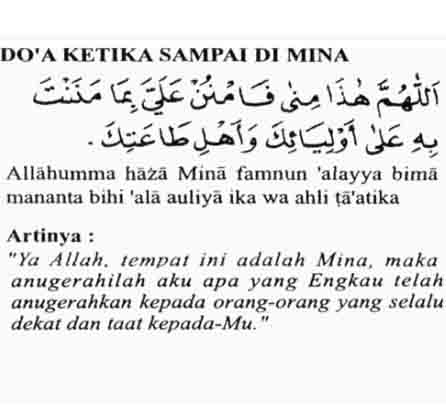 DO'A KETIKA SAMPAI DI MINA
اَللّٰهُمَّ هٰذَا مِنٰى فَامْنُنْ عَلَيَّ بِمَا مَنَنْتَ
بِهِ عَلٰى أَوْلِيَائِكَ وَأَهْلِ طَاعَتِكَ .
Allāhumma hāżā Minā famnun 'alayya bimā
mananta bihi 'alā auliyā ika wa ahli ṭā'atika
Artinya :
"Ya Allah, tempat ini adalah Mina, maka
anugerahilah aku apa yang Engkau telah
anugerahkan kepada orang-orang yang selalu
dekat dan taat kepada-Mu."